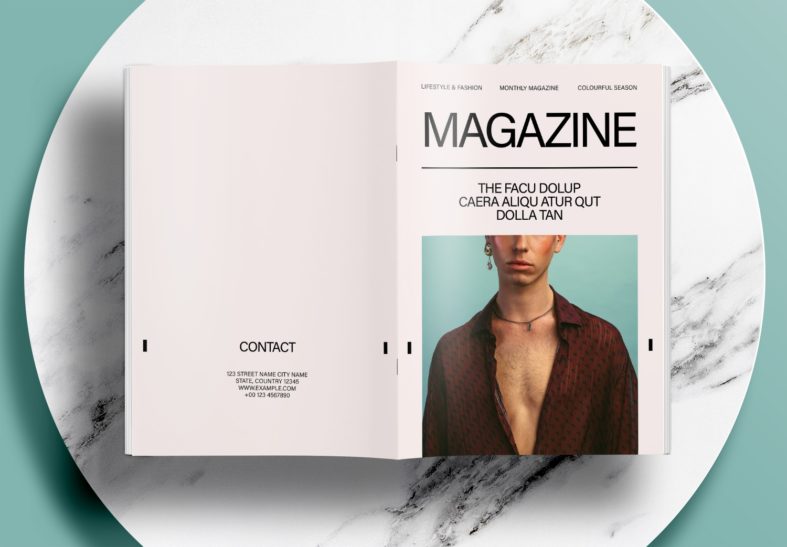 LIFESTYLE & FASHION MONTHLY MAGAZINE COLOURFUL SEASON
MAGAZINE
THE FACU DOLUP
CAERA ALIQU ATUR QUT
DOLLA TAN
CONTACT
123 STREET NAME CITY NAME
STATE, COUNTRY 12345
WWW.EXAMPLE.COM
+00 123 4567890